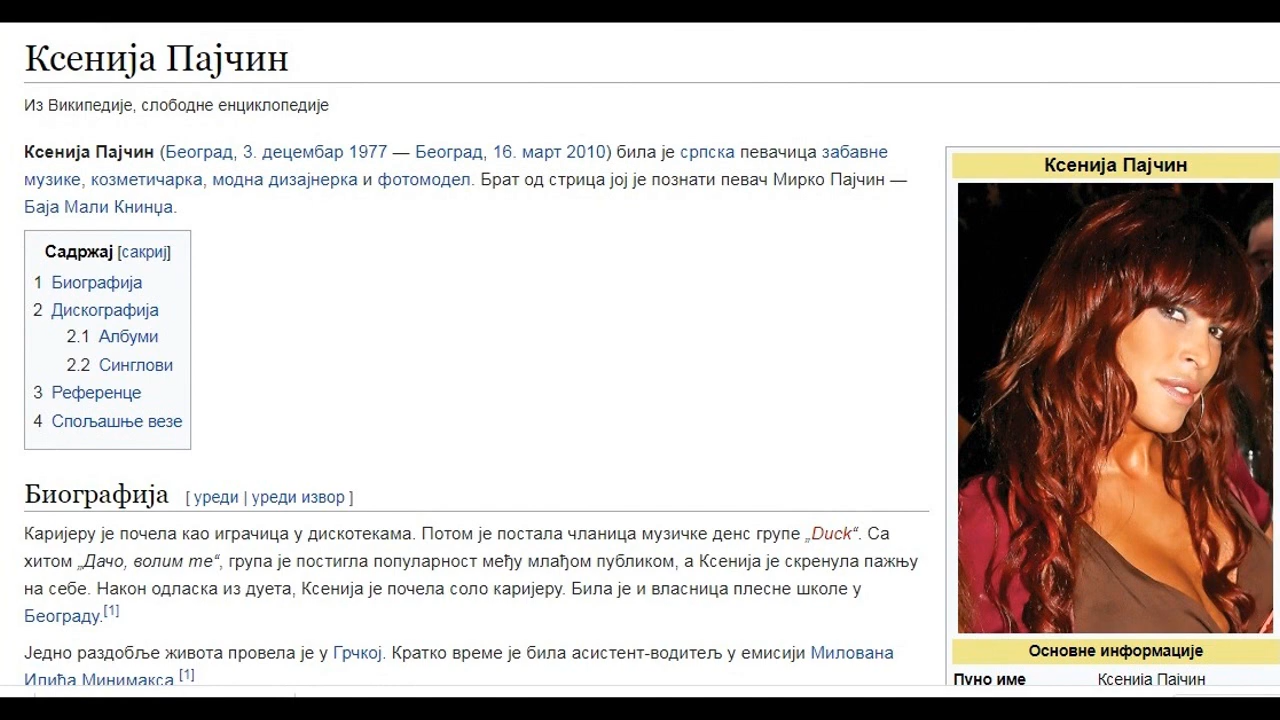 Ксенија Пајчин
Из Википедије, слободне енциклопедије
Ксенија Пајчин (Београд, 3. децембар 1977 — Београд, 16. март 2010) била је српска певачица забавне
музике, козметичарка, модна дизајнерка и фотомодел. Брат од стрица јој је познати певач Мирко Пајчин —
Баја Мали Книнџа.
Садржај [сакриј]
1 Биографија
2 Дискографија
2.1 Албуми
2.2 Синглови
3 Референце
4 Спољашње везе
Биографија [ уреди | уреди извор ]
Каријеру је почела као играчица у дискотекама. Потом је постала чланица музичке денс групе „Duck“. Са
хитом „Дачо, волим те“, група је постигла популарност међу млађом публиком, а Ксенија је скренула пажњу
на себе. Након одласка из дуета, Ксенија је почела соло каријеру. Била је и власница плесне школе у
Београду.[1]
Једно раздобље живота провела је у Грчкој. Кратко време је била асистент-водитељ у емисији Милована
Илића Минимакса.[1]
Ксенија Пајчин
Основне информације
Пуно име Ксенија Пајчин